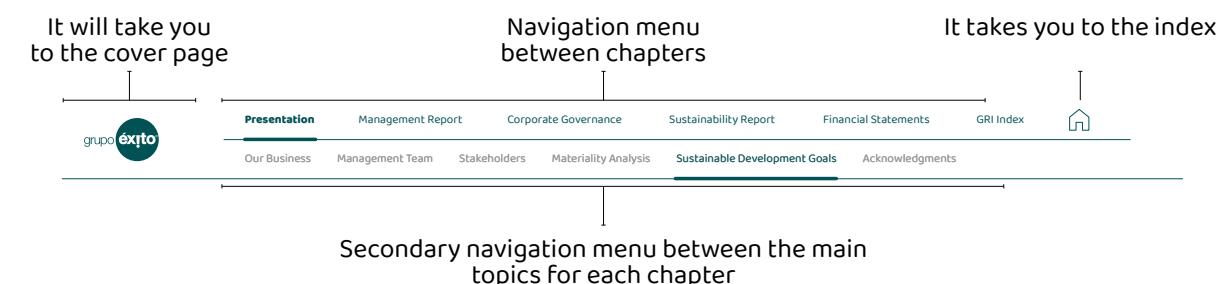 It will take you
to the cover page
Navigation menu
between chapters
It takes you to the index
grupo éxito
Presentation Management Report Corporate Governance Sustainability Report Financial Statements GRI Index
Our Business Management Team Stakeholders Materiality Analysis Sustainable Development Goals Acknowledgments
Secondary navigation menu between the main
topics for each chapter